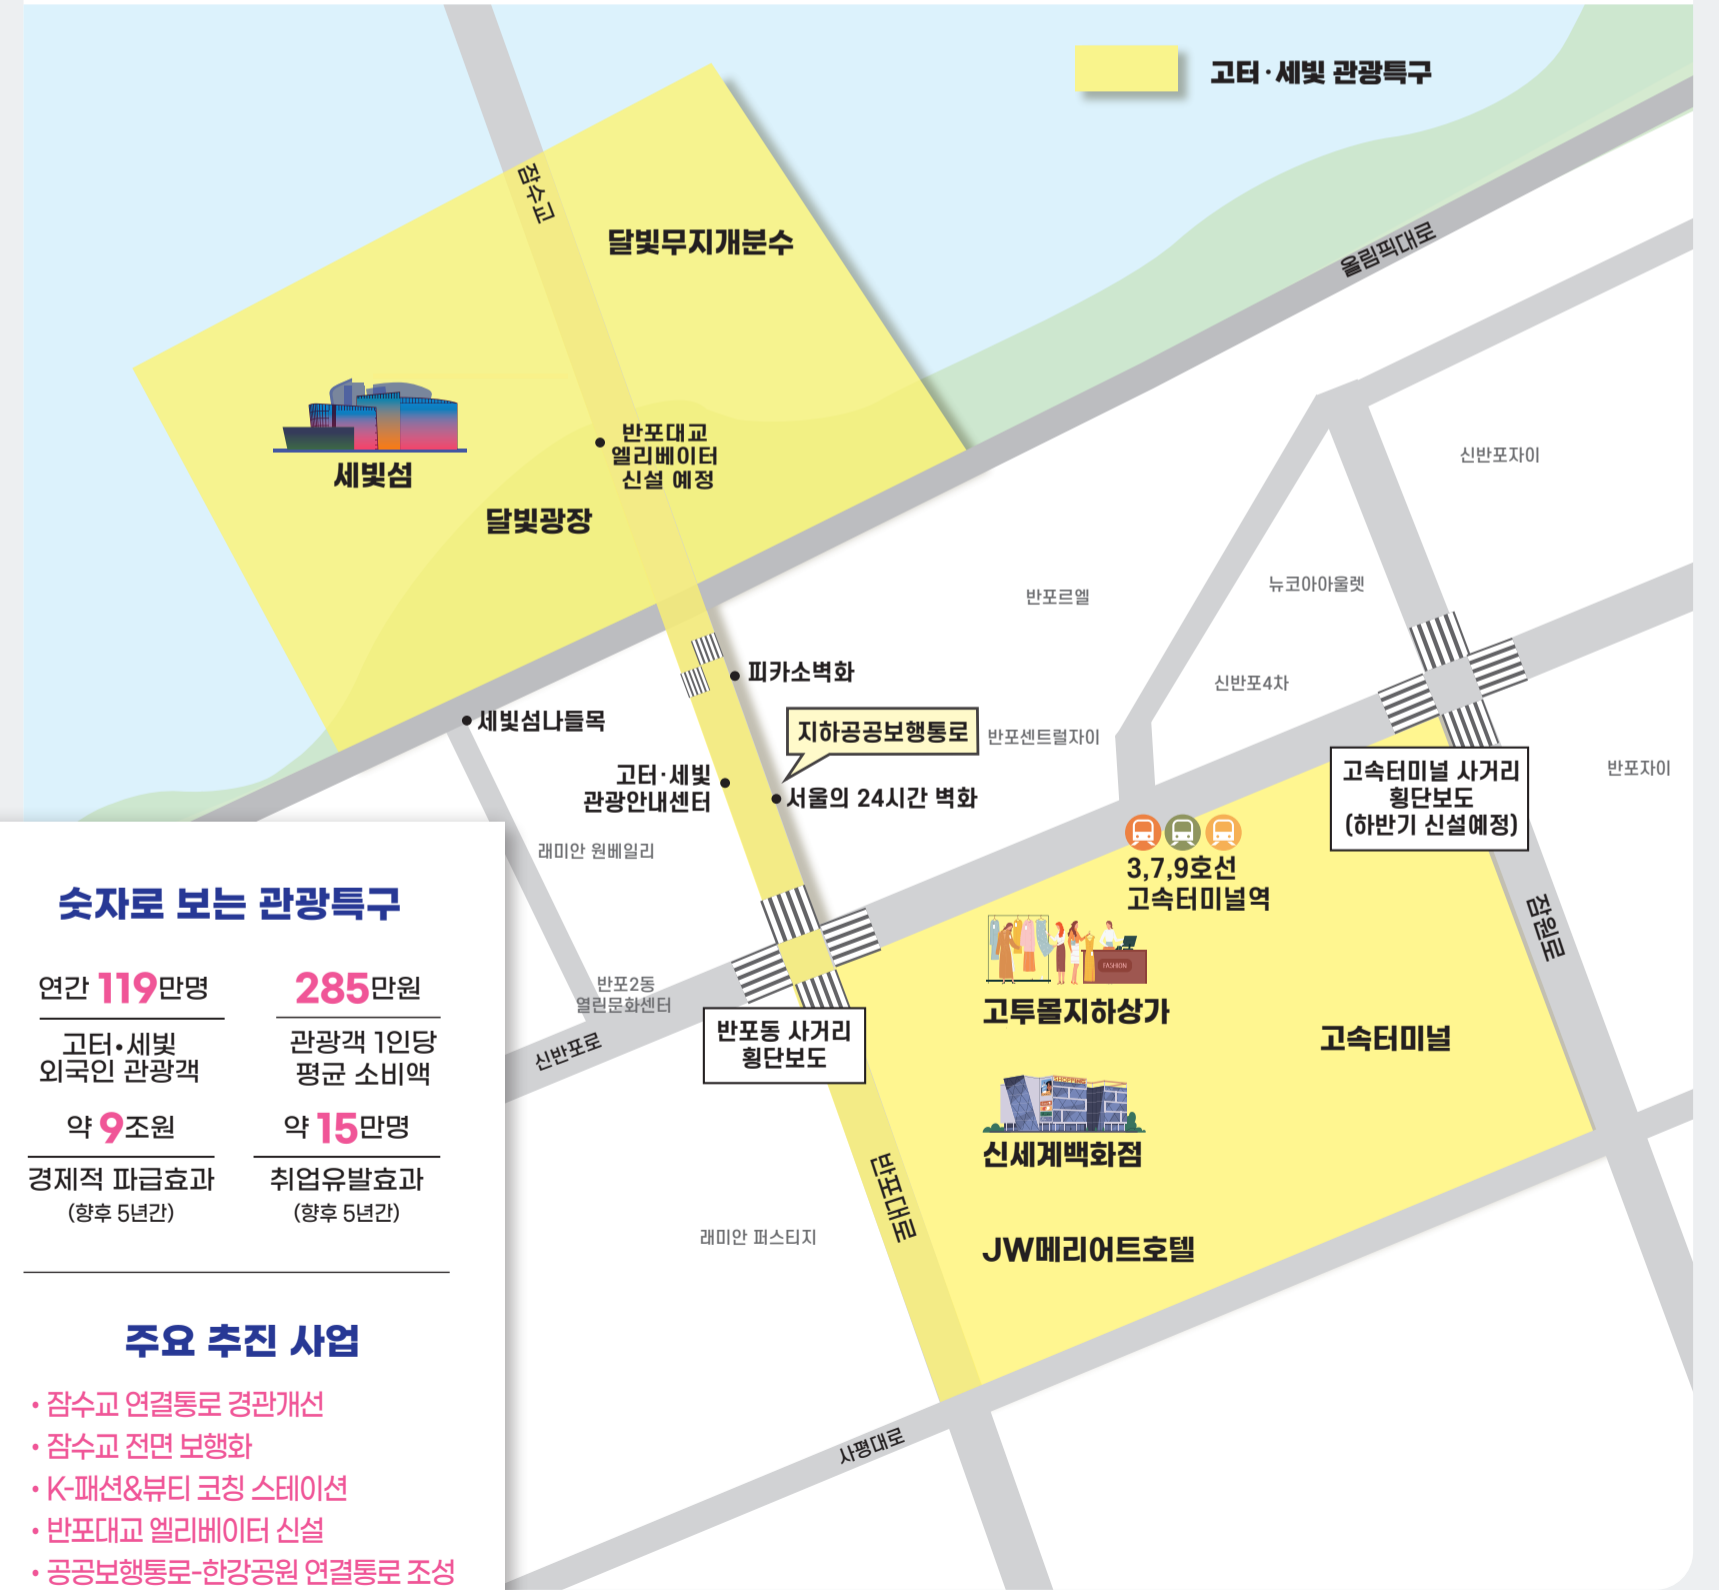 고터·세빛 관광특구
잠수교
달빛무지개분수
올림픽대로
반포대교
엘리베이터
신설 예정
세빛섬
달빛광장
신반포자이
뉴코아아울렛
반포르엘
신반포4차
피카소벽화
세빛섬나들목
지하공공보행통로
반포센트럴자이
고터·세빛
관광안내센터
서울의 24시간 벽화
고속터미널 사거리
횡단보도
(하반기 신설예정)
반포자이
래미안 원베일리
3,7,9호선
고속터미널역
잠원로
FASHION
고투몰지하상가
고속터미널
반포2동
열린문화센터
신반포로
반포동 사거리
횡단보도
신세계백화점
반포대로
래미안 퍼스티지
JW메리어트호텔
사평대로
숫자로 보는 관광특구
연간 119만명
고터•세빛
외국인 관광객
285만원
관광객 1인당
평균 소비액
약 9조원
경제적 파급효과
(향후 5년간)
약 15만명
취업유발효과
(향후 5년간)
주요 추진 사업
• 잠수교 연결통로 경관개선
• 잠수교 전면 보행화
• K-패션&뷰티 코칭 스테이션
• 반포대교 엘리베이터 신설
• 공공보행통로-한강공원 연결통로 조성